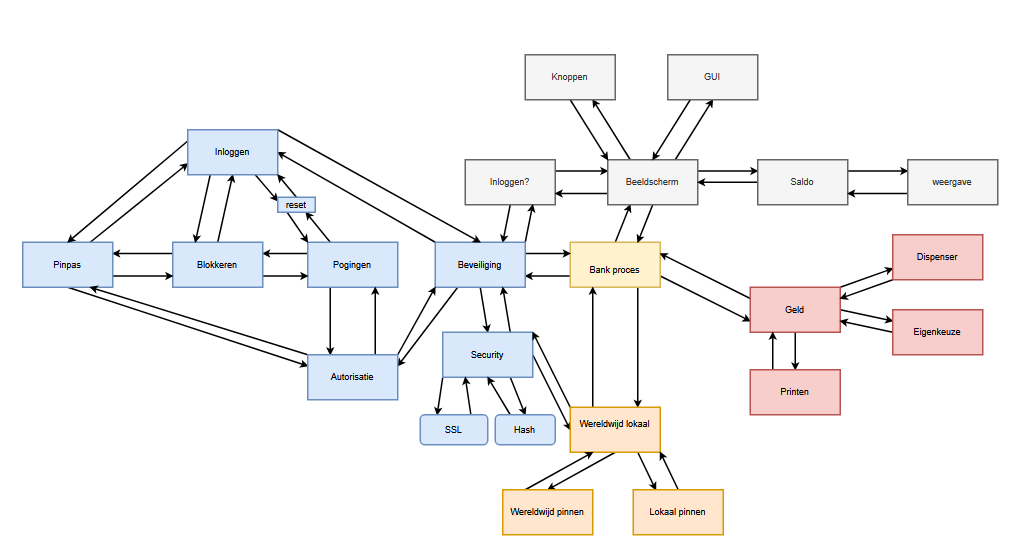 Knoppen
GUI
Inloggen
Inloggen?
Beeldscherm
Saldo
weergave
reset
Pinpas
Blokkeren
Pogingen
Beveiliging
Bank proces
Dispenser
Geld
Eigenkeuze
Security
Autorisatie
Printen
SSL
Hash
Wereldwijd lokaal
Wereldwijd pinnen
Lokaal pinnen